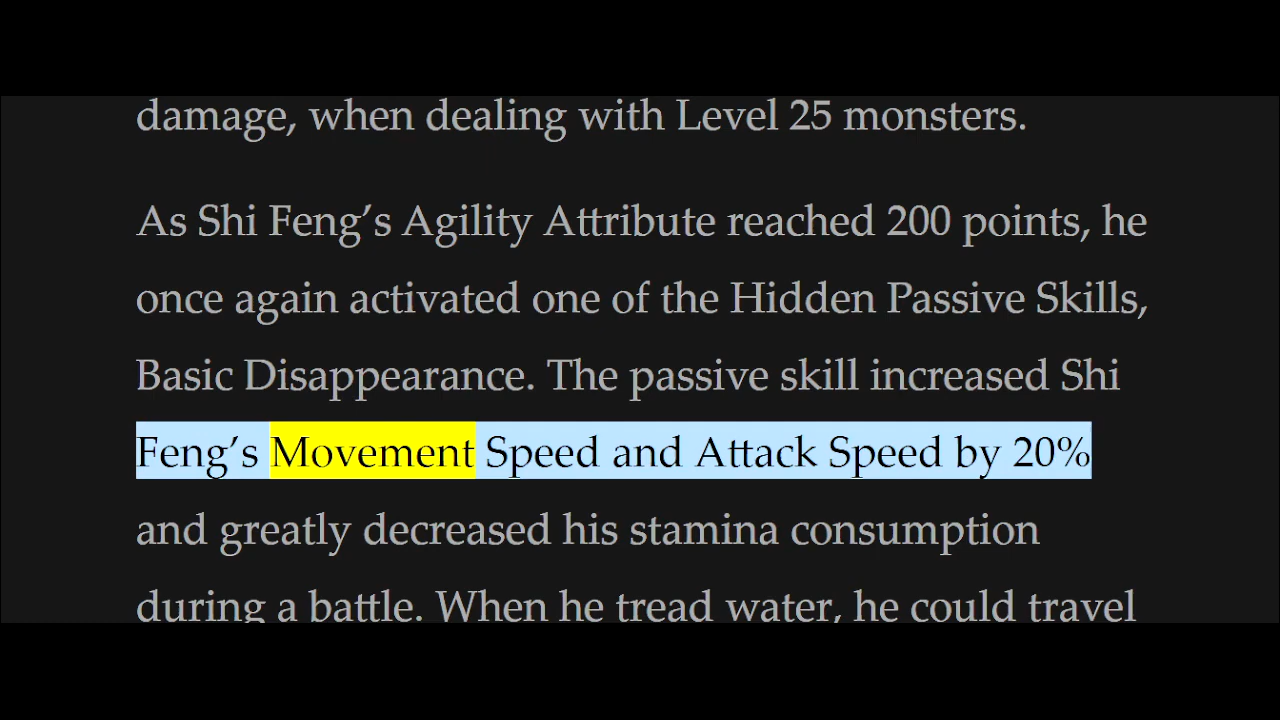 damage, when dealing with Level 25 monsters.
As Shi Feng’s Agility Attribute reached 200 points, he
once again activated one of the Hidden Passive Skills,
Basic Disappearance. The passive skill increased Shi
Feng’s Movement Speed and Attack Speed by 20%
and greatly decreased his stamina consumption
during a battle. When he tread water, he could travel